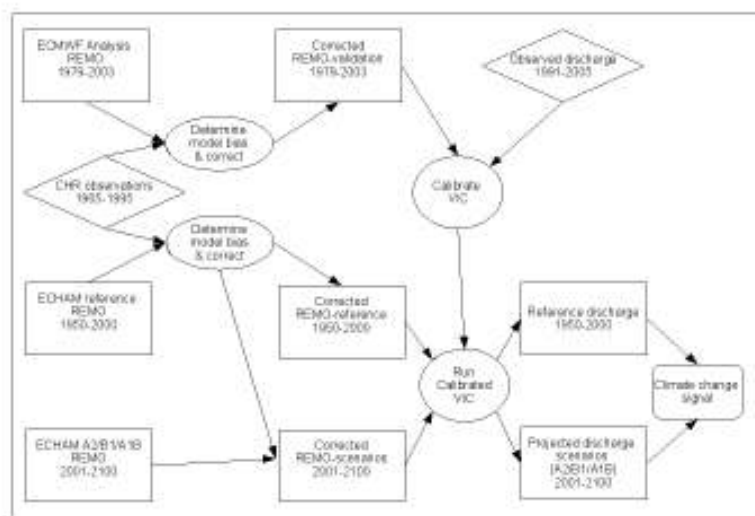 ECMWF Analysis
REMO
1979-2003
Corrected
REMO-validation
1979-2003
Observed discharge
1991-2005
Determine
model bias
& correct
CHR observations
1965-1995
Calibrate
VIC
Determine
model bias
& correct
ECHAM reference
REMO
1950-2000
Corrected
REMO-reference
1950-2000
Run
Calibrated
VIC
Reference discharge
1950-2000
Climate change
signal
ECHAM A2/B1/A1B
REMO
2001-2100
Corrected
REMO-scenarios
2001-2100
Projected discharge
scenarios
(A2/B1/A1B)
2001-2100